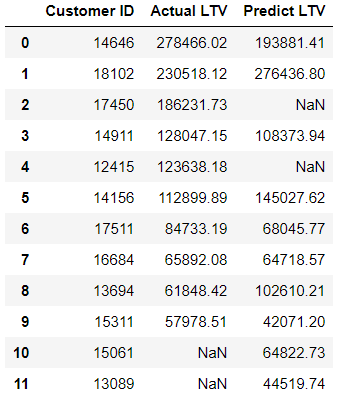 Customer ID Actual LTV Predict LTV
0 14646 278466.02 193881.41
1 18102 230518.12 276436.80
2 17450 186231.73 NaN
3 14911 128047.15 108373.94
4 12415 123638.18 NaN
5 14156 112899.89 145027.62
6 17511 84733.19 68045.77
7 16684 65892.08 64718.57
8 13694 61848.42 102610.21
9 15311 57978.51 42071.20
10 15061 NaN 64822.73
11 13089 NaN 44519.74